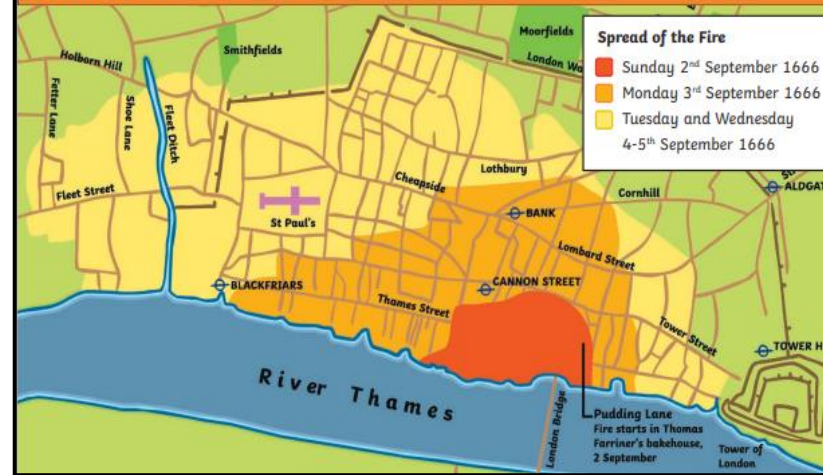 Moorfields
Smithfields
London Wa
Holborn Hill
Fetter Lane
Shoe Lane
Fleet Ditch
Fleet Street
Lothbury
Cheapside
Cornhill
ALDGAT
St Paul's
BANK
Lombard Street
BLACKFRIARS
CANNON STREET
Thames Street
Tower Street
TOWER H
River Thames
London Bridge
Pudding Lane
Fire starts in Thomas
Farriner's bakehouse,
2 September
Tower of
London
Spread of the Fire
Sunday 2nd September 1666
Monday 3rd September 1666
Tuesday and Wednesday
4-5th September 1666